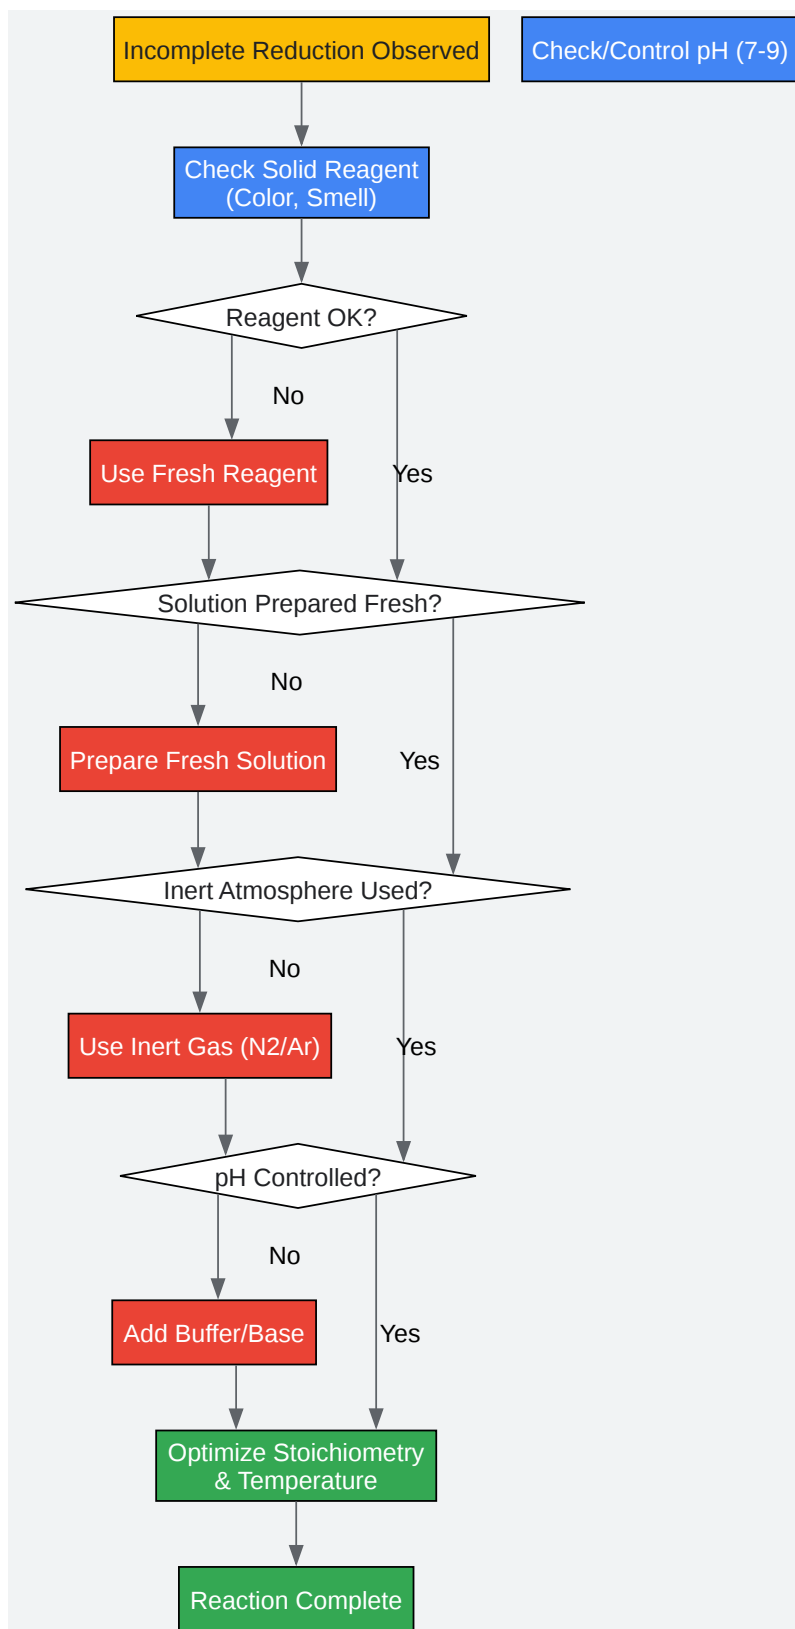 Incomplete Reduction Observed
Check/Control pH (7-9)
Check Solid Reagent
(Color, Smell)
Reagent OK?
No
Use Fresh Reagent
Yes
Solution Prepared Fresh?
No
Prepare Fresh Solution
Yes
Inert Atmosphere Used?
No
Use Inert Gas (N2/Ar)
Yes
pH Controlled?
No
Add Buffer/Base
Yes
Optimize Stoichiometry
& Temperature
Reaction Complete